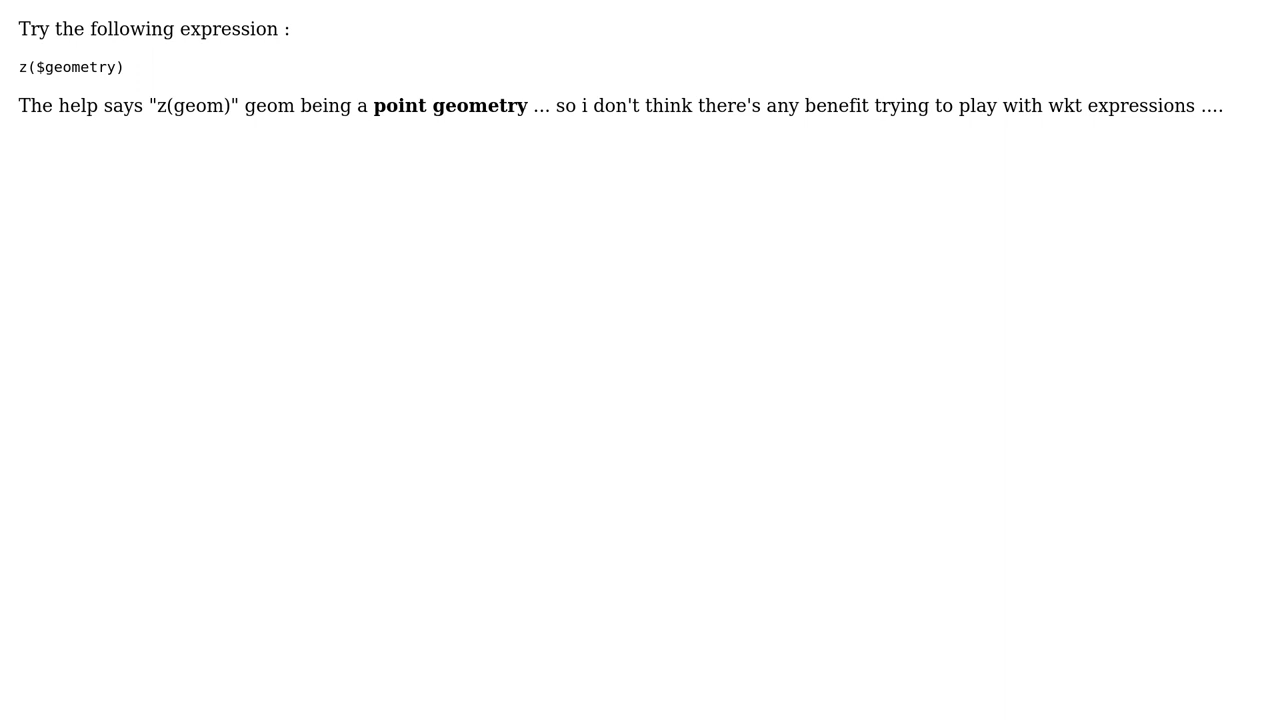 Try the following expression :
z($geometry)
The help says "z(geom)" geom being a point geometry ... so i don't think there's any benefit trying to play with wkt expressions ....